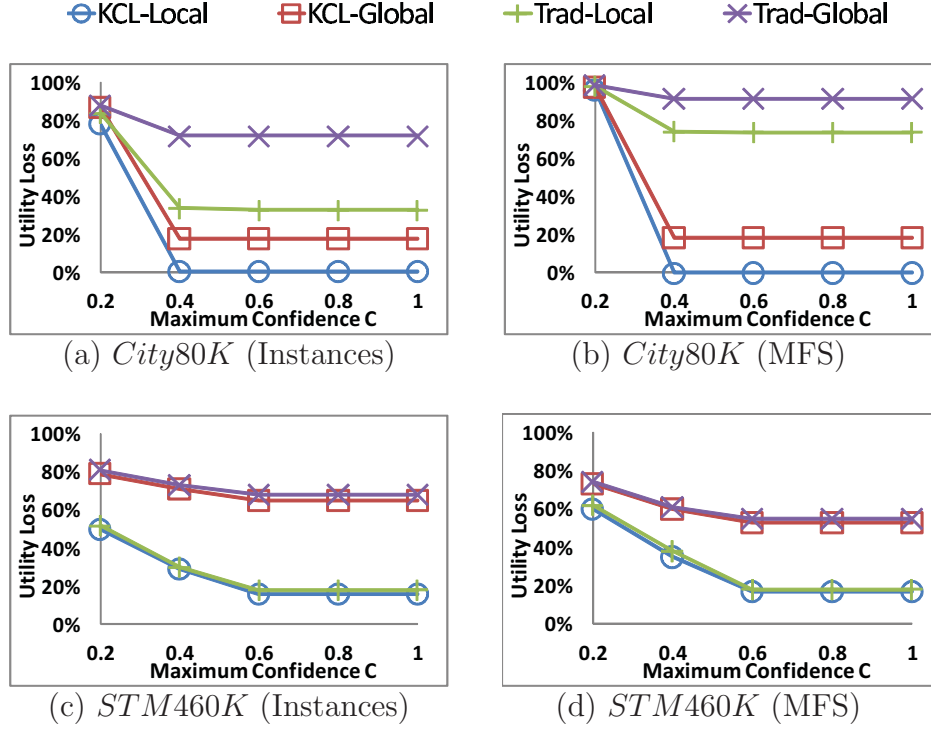 KCL-Local KCL-Global Trad-Local Trad-Global
100%
80%
60%
40%
20%
0%
Utility Loss
0.2 0.4 0.6 0.8 1
Maximum Confidence C
(a) City80K (Instances)
100%
80%
60%
40%
20%
0%
Utility Loss
0.2 0.4 0.6 0.8 1
Maximum Confidence C
(b) City80K (MFS)
100%
80%
60%
40%
20%
0%
Utility Loss
0.2 0.4 0.6 0.8 1
Maximum Confidence C
(c) STM460K (Instances)
100%
80%
60%
40%
20%
0%
Utility Loss
0.2 0.4 0.6 0.8 1
Maximum Confidence C
(d) STM460K (MFS)